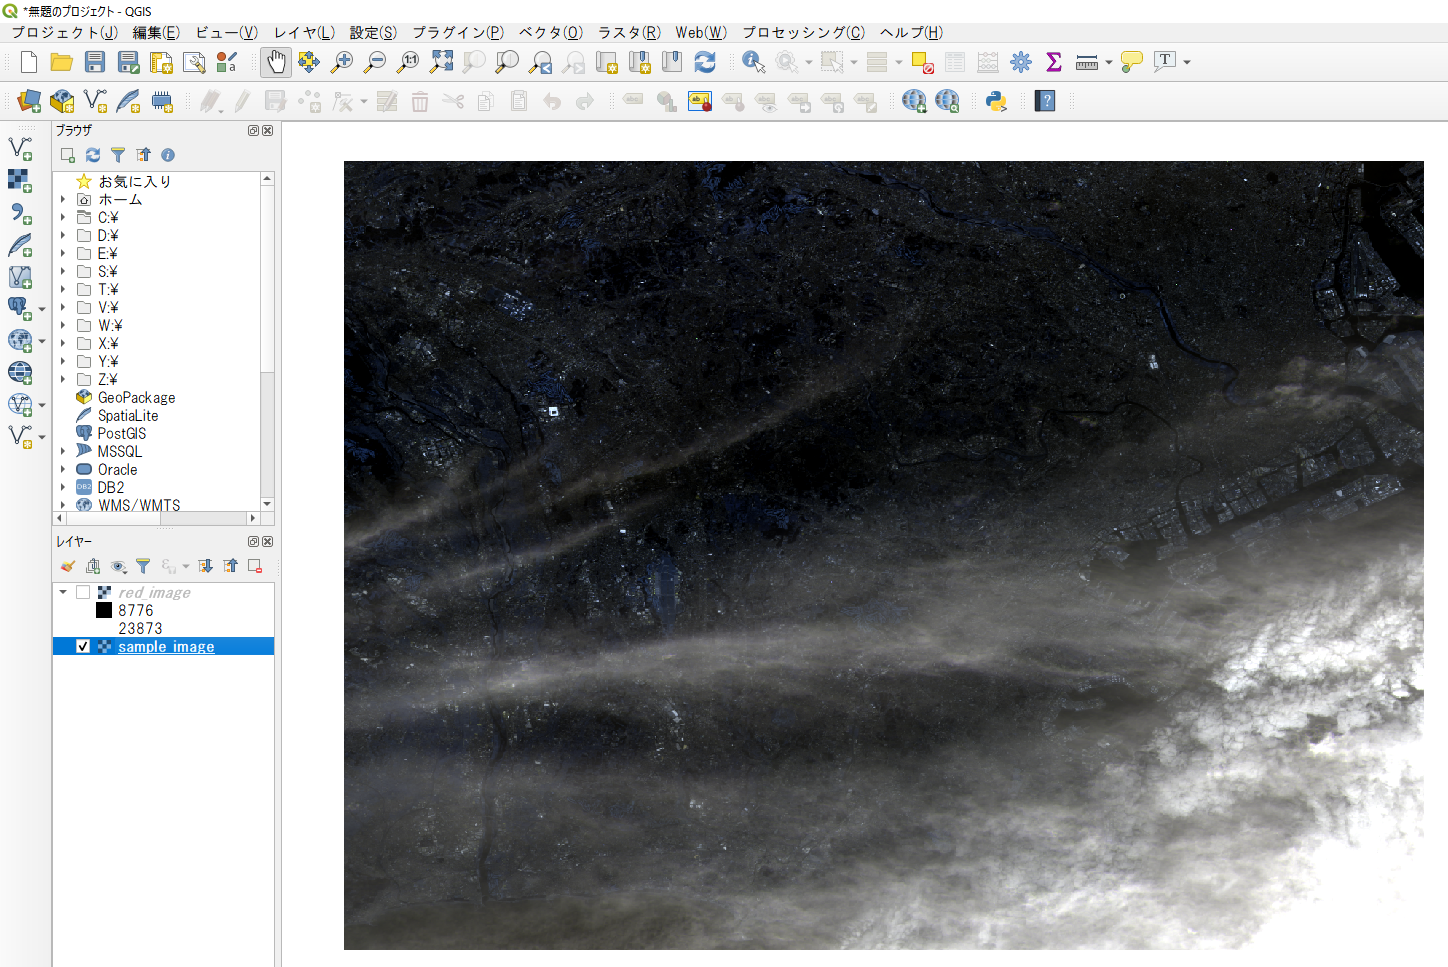 *無題のプロジェクト - QGIS
プロジェクト(J) 編集(E) ビュー(V) レイヤ(L) 設定(S) プラグイン(P) ベクタ(O) ラスタ(R) Web(W) プロセッシング(C) ヘルプ(H)
ブラウザ
お気に入り
ホーム
C:¥
D:¥
E:¥
S:¥
T:¥
V:¥
W:¥
X:¥
Y:¥
Z:¥
GeoPackage
SpatiaLite
PostGIS
MSSQL
Oracle
DB2
WMS/WMTS
レイヤー
red_image
8776
23873
sample_image